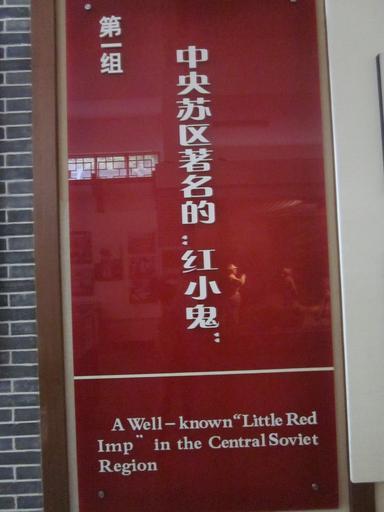 第一组
中央苏区著名的“红小鬼”
A Well－known“Little Red
Imp” in the Central Soviet
Region